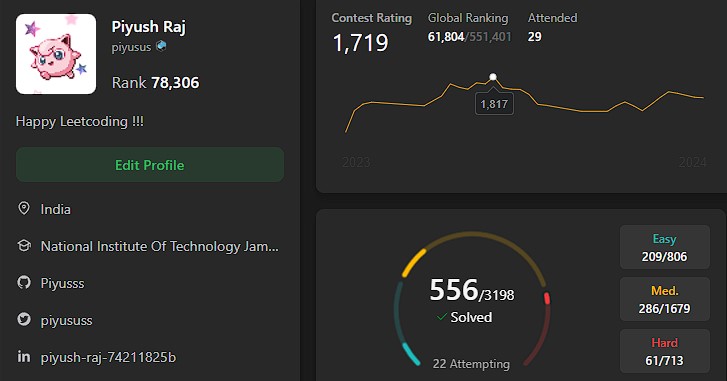 Piyush Raj
piyusus
Rank 78,306
Happy Leetcoding !!!
Edit Profile
India
National Institute Of Technology Jam...
Piyusss
piyususs
in piyush-raj-74211825b
Contest Rating
1,719
Global Ranking
61,804/551,401
Attended
29
1,817
2023
2024
556/3198
Solved
22 Attempting
Easy
209/806
Med.
286/1679
Hard
61/713